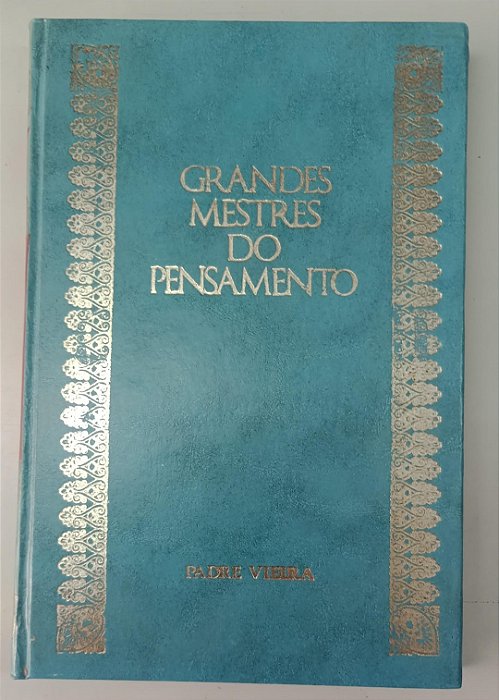 GRANDES
MESTRES
DO
PENSAMENTO
PADRE VIEIRA